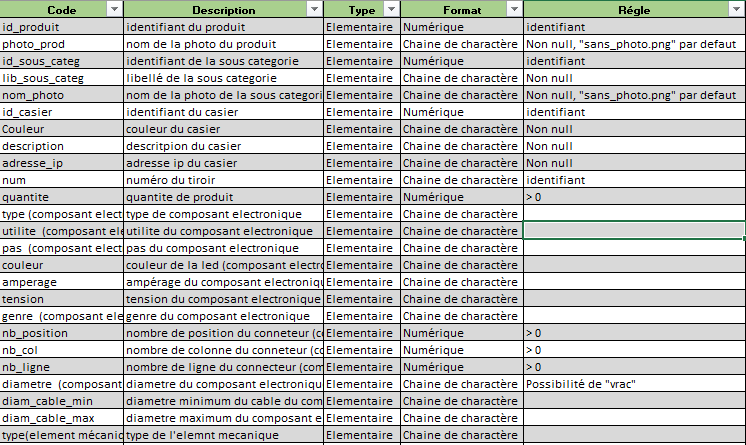 Code Description Type Format Régle
id_produit identifiant du produit Elementaire Numérique identifiant
photo_prod nom de la photo du produit Elementaire Chaine de charactère Non null, "sans_photo.png" par defaut
id_sous_categ identifiant de la sous categorie Elementaire Numérique identifiant
lib_sous_categ libéllé de la sous categorie Elementaire Chaine de charactère Non null
nom_photo nom de la photo de la sous categori Elementaire Chaine de charactère Non null, "sans_photo.png" par defaut
id_casier identifiant du casier Elementaire Numérique identifiant
Couleur couleur du casier Elementaire Chaine de charactère Non null
description descritpion du casier Elementaire Chaine de charactère Non null
adresse_ip adresse ip du casier Elementaire Chaine de charactère Non null
num numéro du tiroir Elementaire Chaine de charactère identifiant
quantite quantite de produit Elementaire Numérique > 0
type (composant elect type de composant electronique Elementaire Chaine de charactère
utilite (composant ele utilite du composant electronique Elementaire Chaine de charactère
pas (composant elect pas du composant electronique Elementaire Chaine de charactère
couleur couleur de la led (composant electro Elementaire Chaine de charactère
amperage ampérage du composant electroniqu Elementaire Chaine de charactère
tension tension du composant electronique Elementaire Chaine de charactère
genre (composant ele genre du composant electronique Elementaire Chaine de charactère
nb_position nombre de position du conneteur (co Elementaire Numérique > 0
nb_col nombre de colonne du conneteur (co Elementaire Numérique > 0
nb_ligne nombre de ligne du connecteur (com Elementaire Numérique > 0
diametre (composant diametre du composant electroniqu Elementaire Chaine de charactère Possibilité de "vrac"
diam_cable_min diametre minimum du cable du com Elementaire Chaine de charactère
diam_cable_max diametre maximum du composant e Elementaire Chaine de charactère
type(element mécanic type de l'elemnt mecanique Elementaire Chaine de charactère